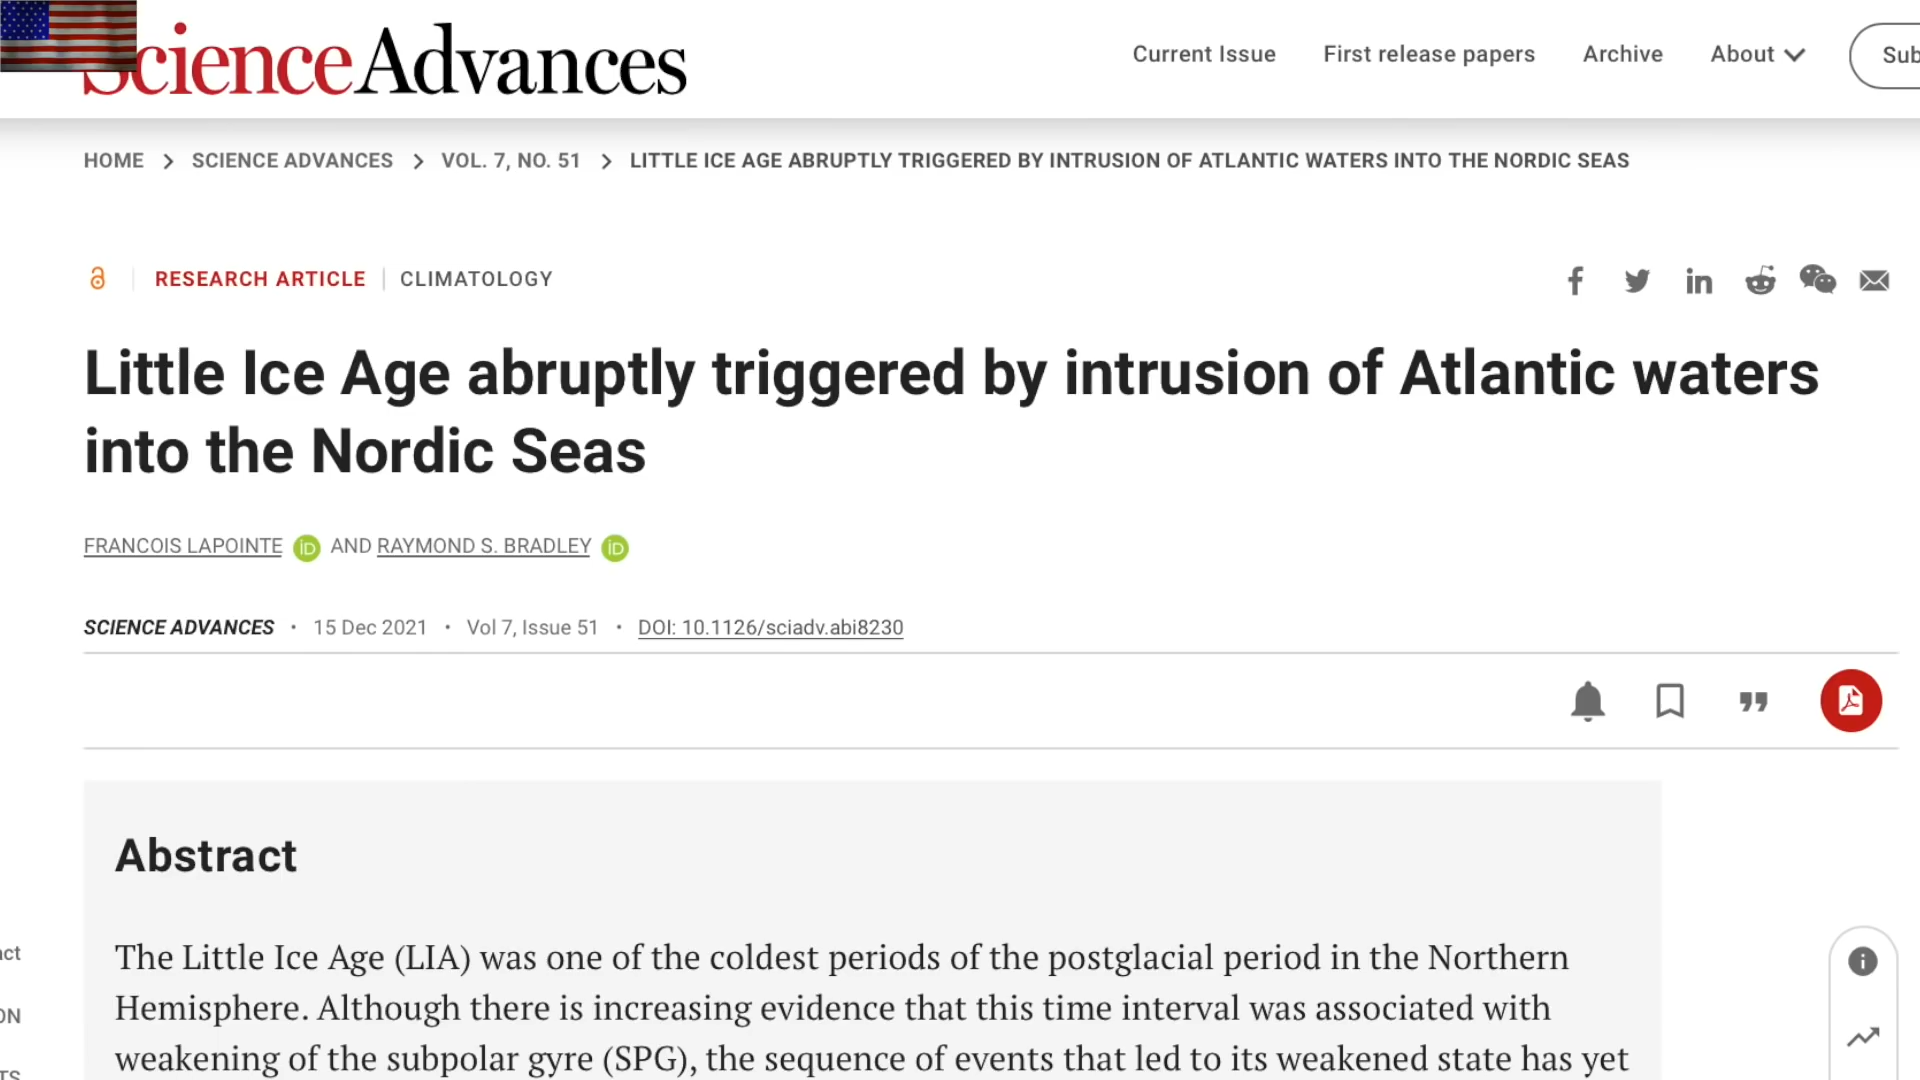 ScienceAdvances
Current Issue First release papers Archive About
HOME > SCIENCE ADVANCES > VOL. 7, NO. 51 > LITTLE ICE AGE ABRUPTLY TRIGGERED BY INTRUSION OF ATLANTIC WATERS INTO THE NORDIC SEAS
RESEARCH ARTICLE | CLIMATOLOGY
Little Ice Age abruptly triggered by intrusion of Atlantic waters
into the Nordic Seas
FRANCOIS LAPOINTE iD AND RAYMOND S. BRADLEY iD
SCIENCE ADVANCES • 15 Dec 2021 • Vol 7, Issue 51 • DOI: 10.1126/sciadv.abi8230
Abstract
The Little Ice Age (LIA) was one of the coldest periods of the postglacial period in the Northern
Hemisphere. Although there is increasing evidence that this time interval was associated with
weakening of the subpolar gyre (SPG), the sequence of events that led to its weakened state has yet